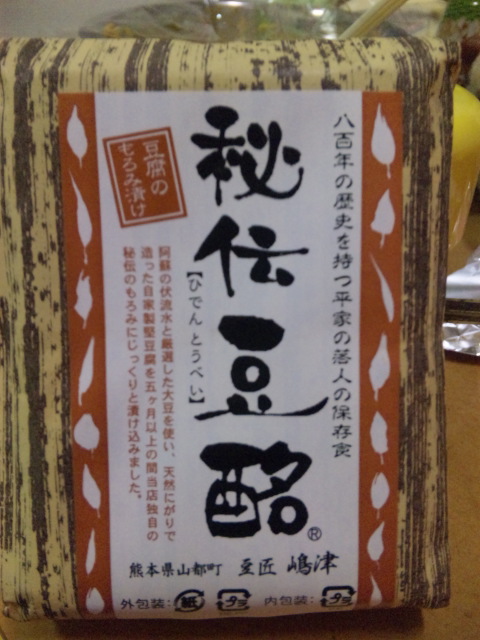 八百年の歴史を持つ平家の落人の保存食
秘伝豆酩®
【ひでん とうべい】
豆腐の
もろみ漬け
阿蘇の伏流水と厳選した大豆を使い、天然にがりで
造った自家製堅豆腐を五ヶ月以上の間当店独自の
秘伝のもろみにじっくりと漬け込みました。
熊本県山都町 豆匠 嶋津
外包装: 紙 プラ 内包装: プラ